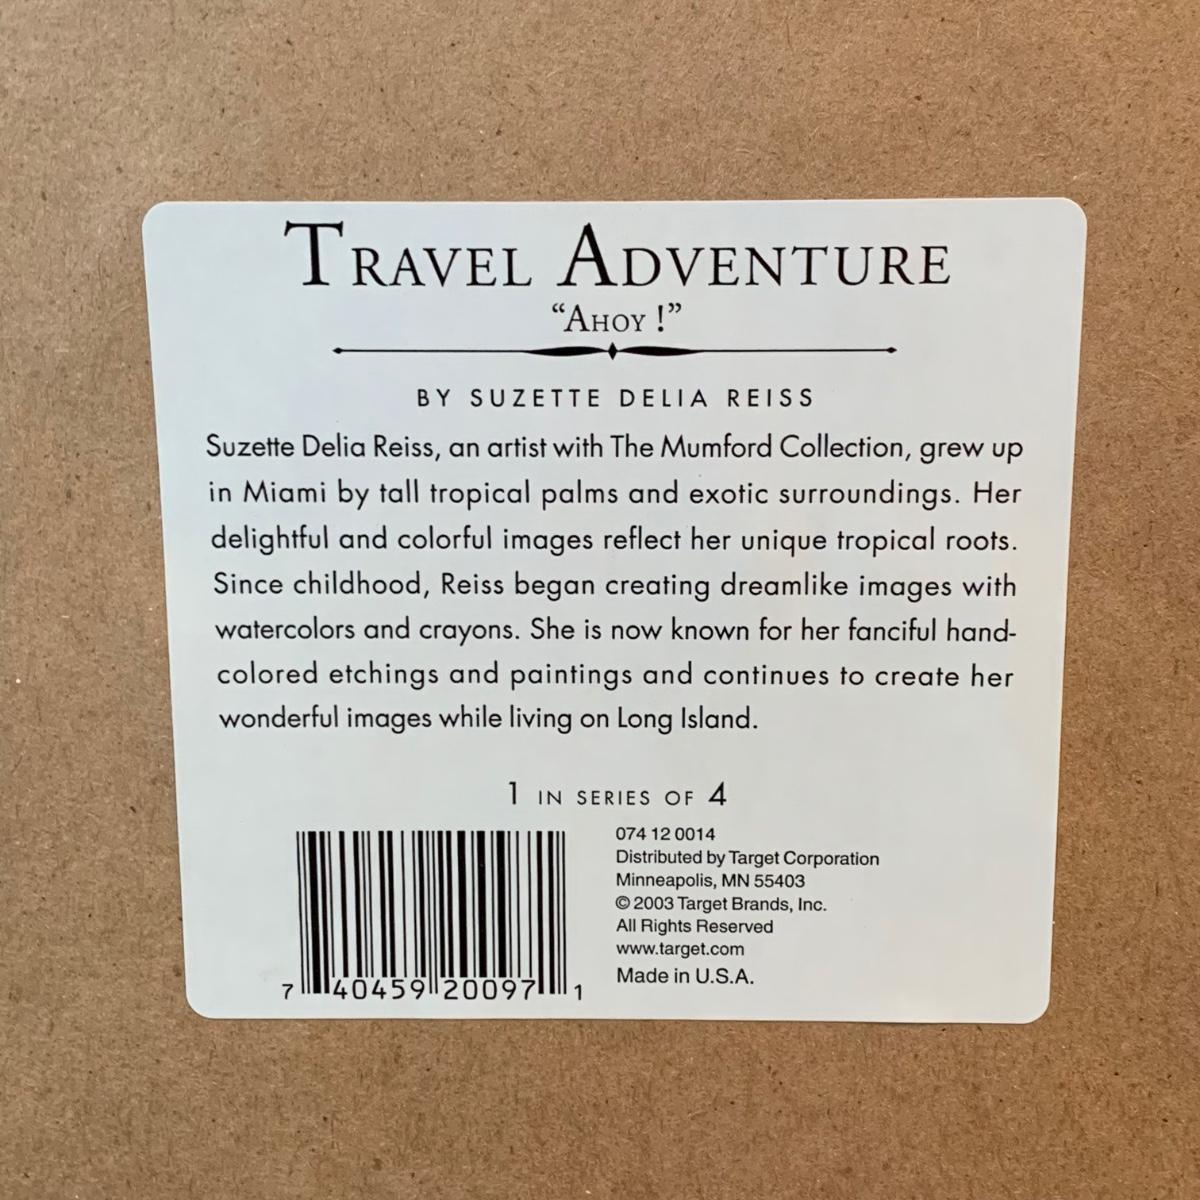 TRAVEL ADVENTURE
“AHOY !”
BY SUZETTE DELIA REISS
Suzette Delia Reiss, an artist with The Mumford Collection, grew up
in Miami by tall tropical palms and exotic surroundings. Her
delightful and colorful images reflect her unique tropical roots.
Since childhood, Reiss began creating dreamlike images with
watercolors and crayons. She is now known for her fanciful hand-
colored etchings and paintings and continues to create her
wonderful images while living on Long Island.
1 IN SERIES OF 4
074 12 0014
Distributed by Target Corporation
Minneapolis, MN 55403
© 2003 Target Brands, Inc.
All Rights Reserved
www.target.com
Made in U.S.A.
7 40459 20097 1